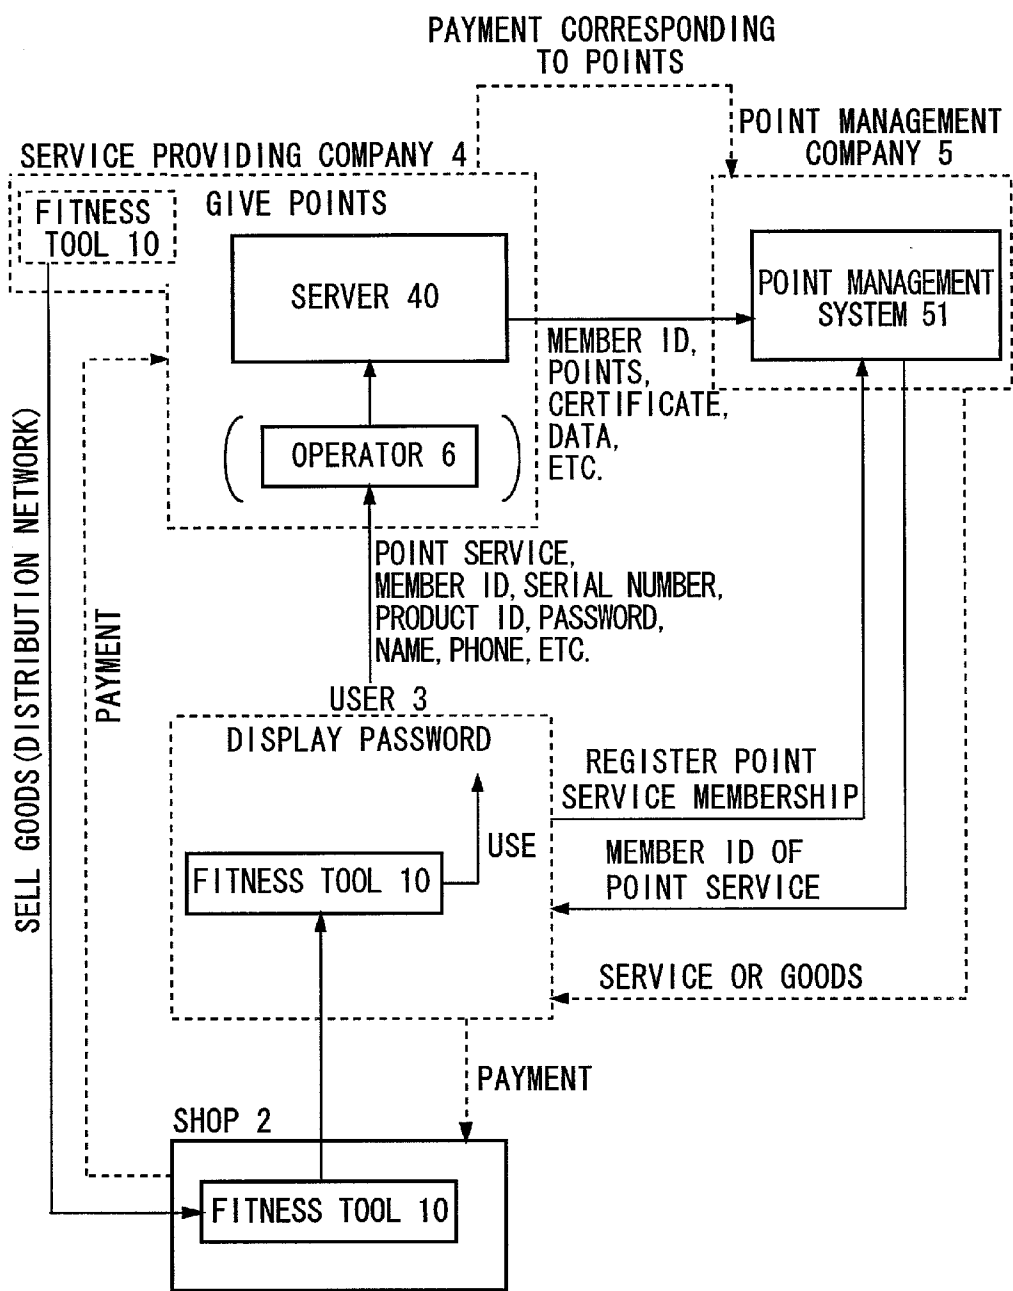 PAYMENT CORRESPONDING
TO POINTS
POINT MANAGEMENT
COMPANY 5
SERVICE PROVIDING COMPANY 4
FITNESS
TOOL 10
GIVE POINTS
SERVER 40
POINT MANAGEMENT
SYSTEM 51
MEMBER ID,
POINTS,
CERTIFICATE,
DATA,
ETC.
(OPERATOR 6)
POINT SERVICE,
MEMBER ID, SERIAL NUMBER,
PRODUCT ID, PASSWORD,
NAME, PHONE, ETC.
SELL GOODS(DISTRIBUTION NETWORK)
PAYMENT
USER 3
DISPLAY PASSWORD
USE
FITNESS TOOL 10
REGISTER POINT
SERVICE MEMBERSHIP
MEMBER ID OF
POINT SERVICE
SERVICE OR GOODS
PAYMENT
SHOP 2
FITNESS TOOL 10